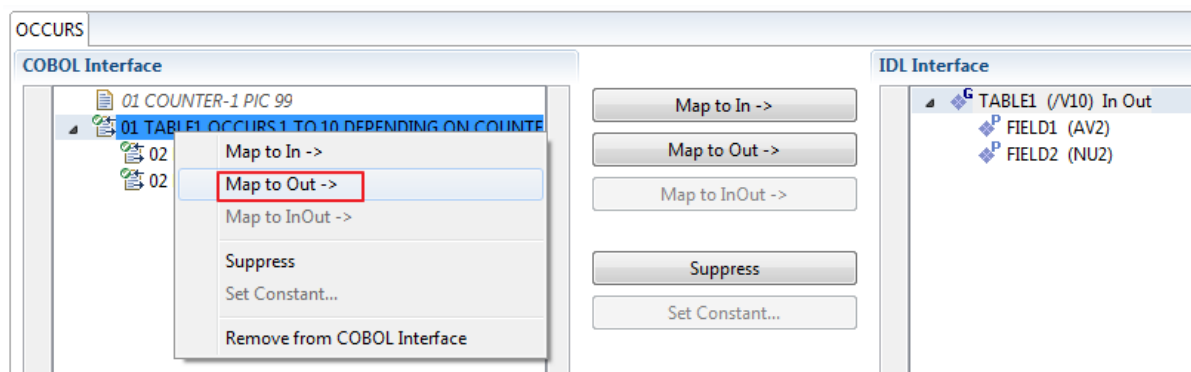 OCCURS
COBOL Interface
01 COUNTER-1 PIC 99
01 TABLE1 OCCURS 1 TO 10 DEPENDING ON COUNTE
02
02
Map to In ->
Map to Out ->
Map to InOut ->
Suppress
Set Constant...
Remove from COBOL Interface
Map to In ->
Map to Out ->
Map to InOut ->
Suppress
Set Constant...
IDL Interface
G TABLE1 (/V10) In Out
P FIELD1 (AV2)
P FIELD2 (NU2)